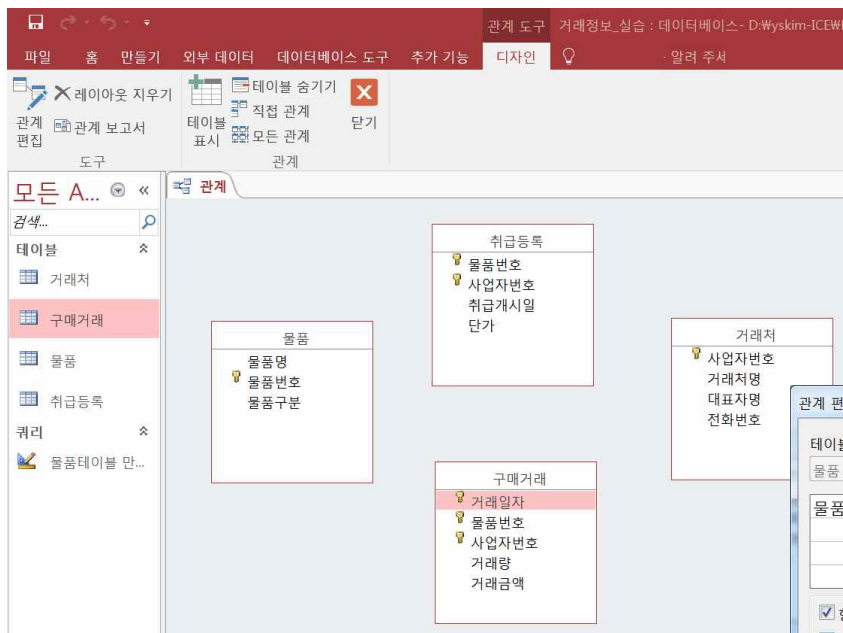 관계 도구 거래정보_실습 : 데이터베이스- D:₩yskim-ICE₩
파일 홈 만들기 외부 데이터 데이터베이스 도구 추가 기능 디자인 알려 주서
관계
편집
레이아웃 지우기
관계 보고서
도구
테이블
표시
테이블 숨기기
직접 관계
모든 관계
닫기
관계
모든 A... «
검색...
테이블
거래처
구매거래
물품
취급등록
쿼리
물품테이블 만...
관계
취급등록
물품번호
사업자번호
취급개시일
단가
물품
물품명
물품번호
물품구분
거래처
사업자번호
거래처명
대표자명
전화번호
구매거래
거래일자
물품번호
사업자번호
거래량
거래금액
관계 편
테이블
물품
물품